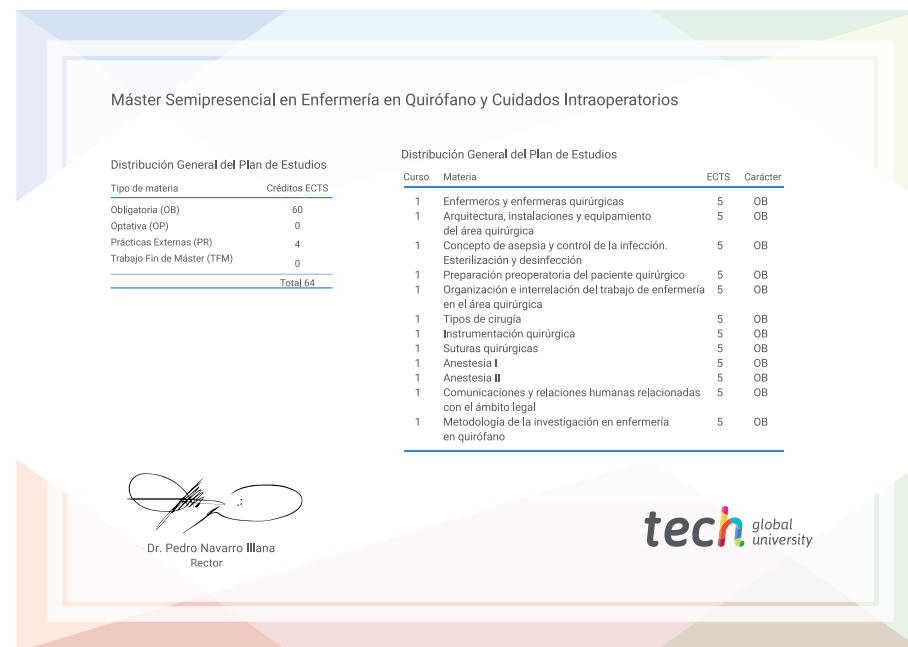 Máster Semipresencial en Enfermería en Quirófano y Cuidados Intraoperatorios
Distribución General del Plan de Estudios
Tipo de materia Créditos ECTS
Obligatoria (OB) 60
Optativa (OP) 0
Prácticas Externas (PR) 4
Trabajo Fin de Máster (TFM) 0
Total 64
Distribución General del Plan de Estudios
Curso Materia ECTS Carácter
1 Enfermeros y enfermeras quirúrgicas 5 OB
1 Arquitectura, instalaciones y equipamiento 5 OB
del área quirúrgica
1 Concepto de asepsia y control de la infección. 5 OB
Esterilización y desinfección
1 Preparación preoperatoria del paciente quirúrgico 5 OB
1 Organización e interrelación del trabajo de enfermería 5 OB
en el área quirúrgica
1 Tipos de cirugía 5 OB
1 Instrumentación quirúrgica 5 OB
1 Suturas quirúrgicas 5 OB
1 Anestesia I 5 OB
1 Anestesia II 5 OB
1 Comunicaciones y relaciones humanas relacionadas 5 OB
con el ámbito legal
1 Metodología de la investigación en enfermería 5 OB
en quirófano
Dr. Pedro Navarro Illana
Rector
tech global
university